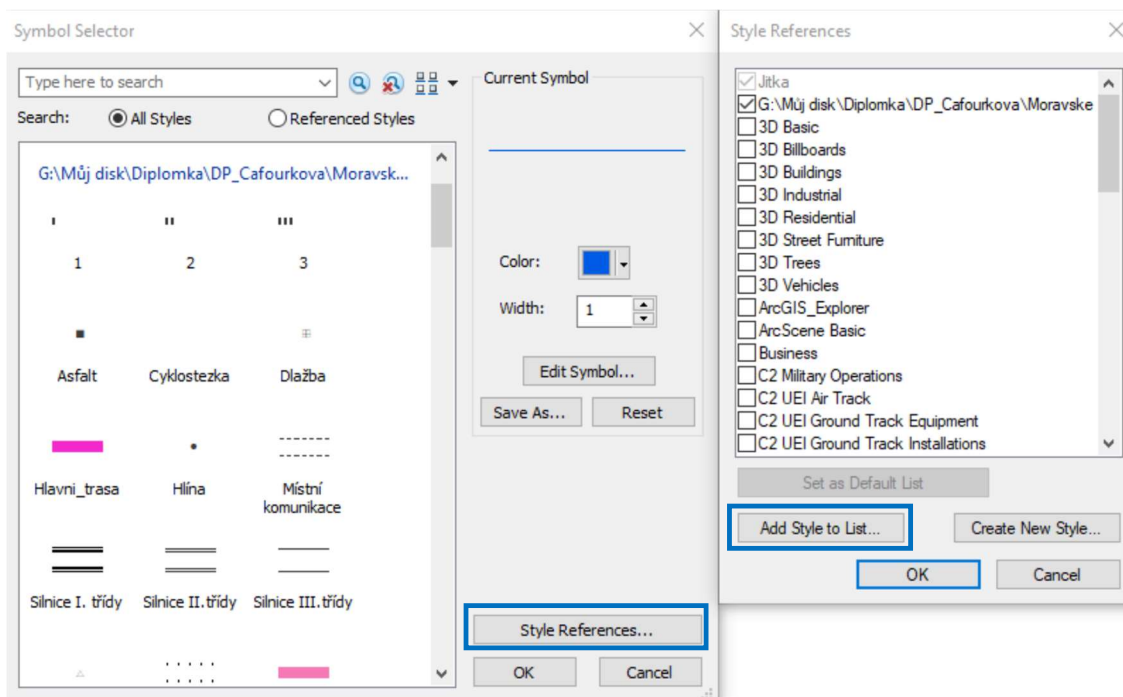 Symbol Selector
Type here to search
Search:
All Styles
Referenced Styles
G:\Můj disk\Diplomka\DP_Cafourkova\Moravsk...
1
2
3
Asfalt
Cyklostezka
Dlažba
Hlavni_trasa
Hlína
Místní
komunikace
Silnice I. třídy
Silnice II.třídy
Silnice III.třídy
Current Symbol
Color:
Width:
1
Edit Symbol...
Save As...
Reset
Style References...
OK
Cancel
Style References
Jitka
G:\Můj disk\Diplomka\DP_Cafourkova\Moravske
3D Basic
3D Billboards
3D Buildings
3D Industrial
3D Residential
3D Street Furniture
3D Trees
3D Vehicles
ArcGIS_Explorer
ArcScene Basic
Business
C2 Military Operations
C2 UEI Air Track
C2 UEI Ground Track Equipment
C2 UEI Ground Track Installations
Set as Default List
Add Style to List...
Create New Style...
OK
Cancel